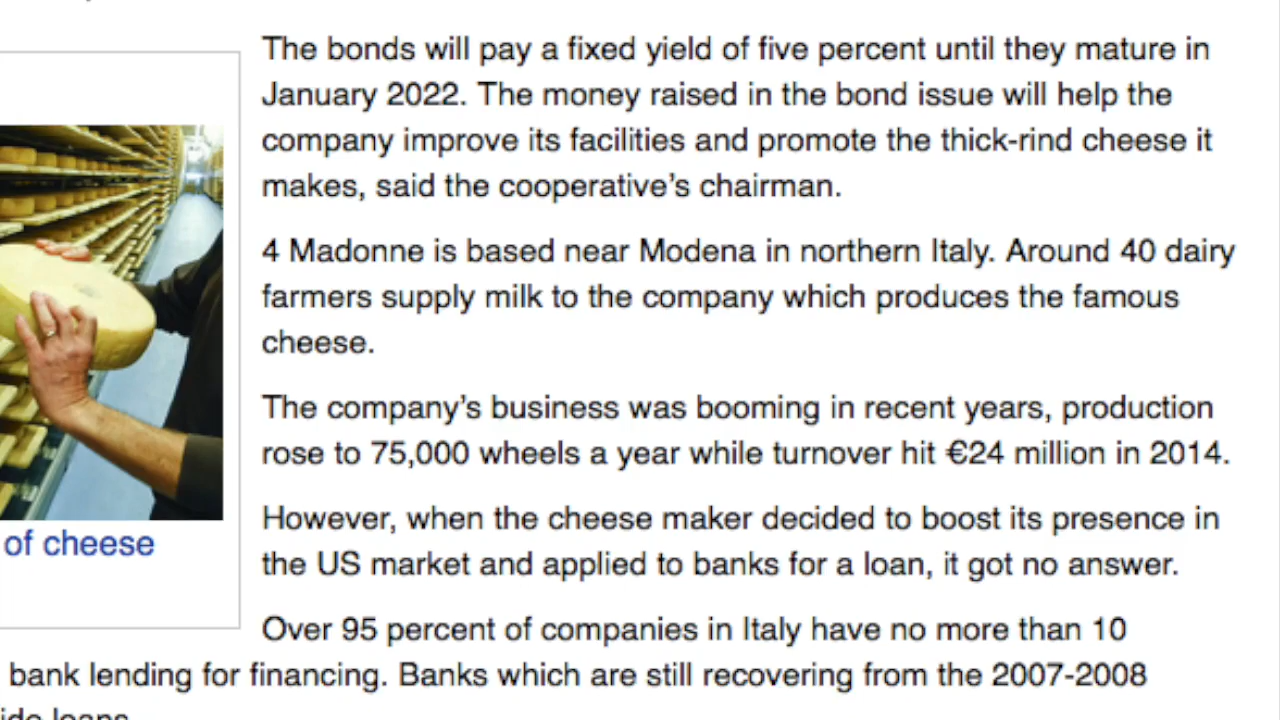 The bonds will pay a fixed yield of five percent until they mature in
January 2022. The money raised in the bond issue will help the
company improve its facilities and promote the thick-rind cheese it
makes, said the cooperative’s chairman.
4 Madonne is based near Modena in northern Italy. Around 40 dairy
farmers supply milk to the company which produces the famous
cheese.
The company’s business was booming in recent years, production
rose to 75,000 wheels a year while turnover hit €24 million in 2014.
However, when the cheese maker decided to boost its presence in
the US market and applied to banks for a loan, it got no answer.
of cheese
Over 95 percent of companies in Italy have no more than 10
bank lending for financing. Banks which are still recovering from the 2007-2008
loans.